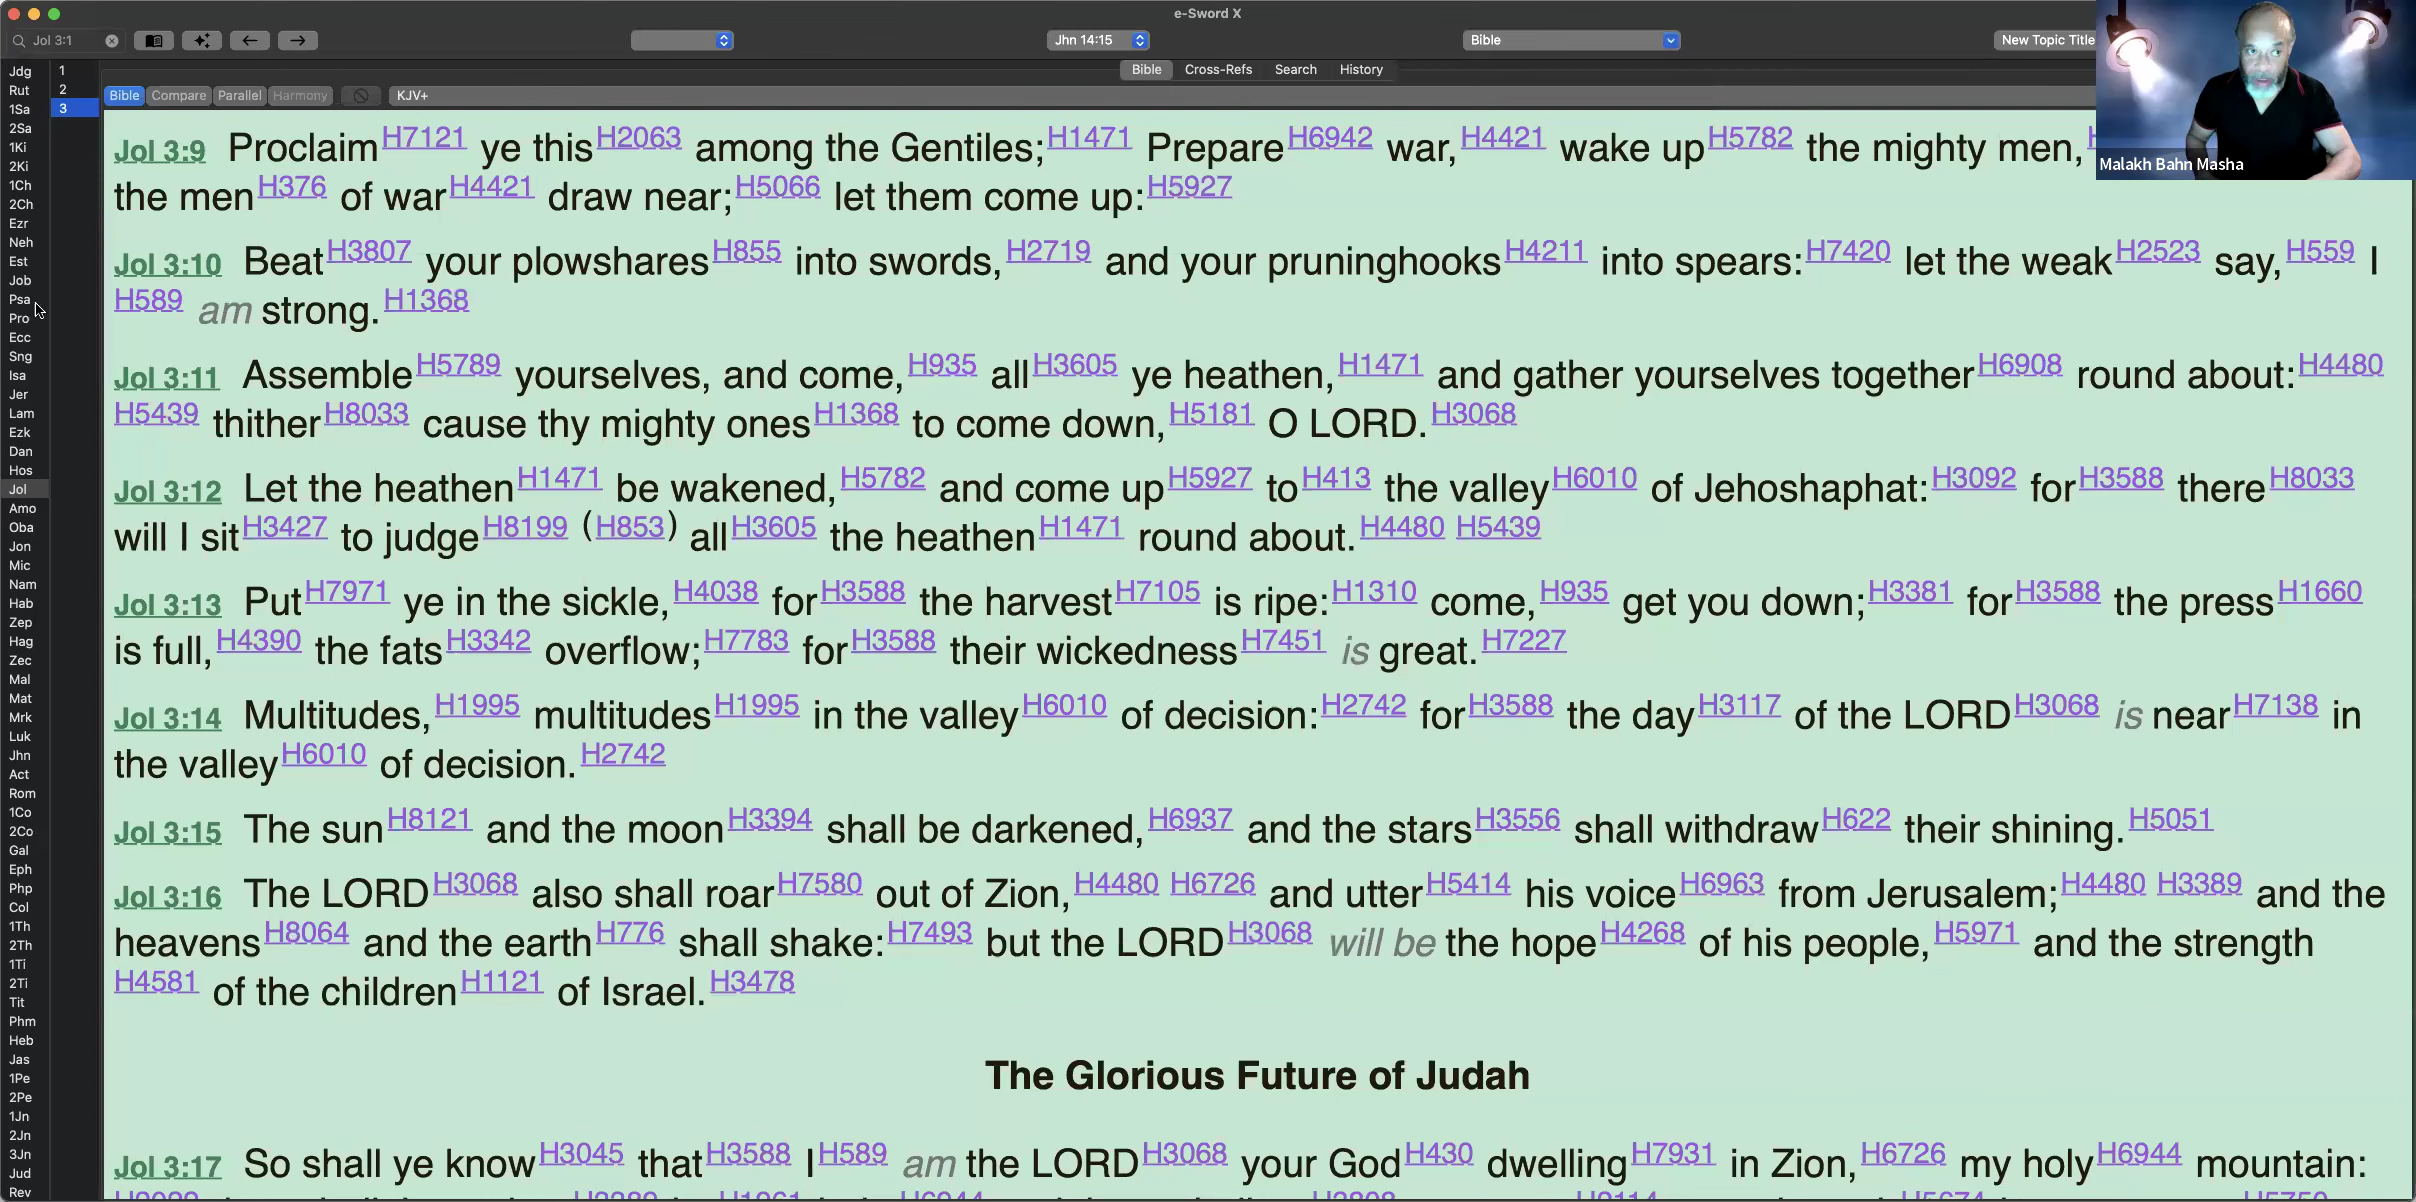 e-Sword X
Jol 3:1
Jhn 14:15
Bible
New Topic Title
Bible Cross-Refs Search History
Bible Compare Parallel Harmony KJV+
Malakh Bahn Masha
1
2
3
Jdg
Rut
1Sa
2Sa
1Ki
2Ki
1Ch
2Ch
Ezr
Neh
Est
Job
Psa
Pro
Ecc
Sng
Isa
Jer
Lam
Ezk
Dan
Hos
Jol
Amo
Oba
Jon
Mic
Nam
Hab
Zep
Hag
Zec
Mal
Mat
Mrk
Luk
Jhn
Act
Rom
1Co
2Co
Gal
Eph
Php
Col
1Th
2Th
1Ti
2Ti
Tit
Phm
Heb
Jas
1Pe
2Pe
1Jn
2Jn
3Jn
Jud
Rev
Jol 3:9 Proclaim H7121 ye this H2063 among the Gentiles; H1471 Prepare H6942 war, H4421 wake up H5782 the mighty men,
the men H376 of war H4421 draw near; H5066 let them come up: H5927
Jol 3:10 Beat H3807 your plowshares H855 into swords, H2719 and your pruninghooks H4211 into spears: H7420 let the weak H2523 say, H559 I
H589 am strong. H1368
Jol 3:11 Assemble H5789 yourselves, and come, H935 all H3605 ye heathen, H1471 and gather yourselves together H6908 round about: H4480
H5439 thither H8033 cause thy mighty ones H1368 to come down, H5181 O LORD. H3068
Jol 3:12 Let the heathen H1471 be wakened, H5782 and come up H5927 to H413 the valley H6010 of Jehoshaphat: H3092 for H3588 there H8033
will I sit H3427 to judge H8199 (H853) all H3605 the heathen H1471 round about. H4480 H5439
Jol 3:13 Put H7971 ye in the sickle, H4038 for H3588 the harvest H7105 is ripe: H1310 come, H935 get you down; H3381 for H3588 the press H1660
is full, H4390 the fats H3342 overflow; H7783 for H3588 their wickedness H7451 is great. H7227
Jol 3:14 Multitudes, H1995 multitudes H1995 in the valley H6010 of decision: H2742 for H3588 the day H3117 of the LORD H3068 is near H7138 in
the valley H6010 of decision. H2742
Jol 3:15 The sun H8121 and the moon H3394 shall be darkened, H6937 and the stars H3556 shall withdraw H622 their shining. H5051
Jol 3:16 The LORD H3068 also shall roar H7580 out of Zion, H4480 H6726 and utter H5414 his voice H6963 from Jerusalem; H4480 H3389 and the
heavens H8064 and the earth H776 shall shake: H7493 but the LORD H3068 will be the hope H4268 of his people, H5971 and the strength
H4581 of the children H1121 of Israel. H3478
The Glorious Future of Judah
Jol 3:17 So shall ye know H3045 that H3588 I H589 am the LORD H3068 your God H430 dwelling H7931 in Zion, H6726 my holy H6944 mountain: